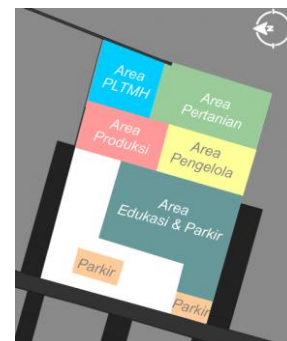 Area
PLTMH
Area
Pertanian
Area
Produksi
Area
Pengelola
Area
Edukasi & Parkir
Parkir
Parkir